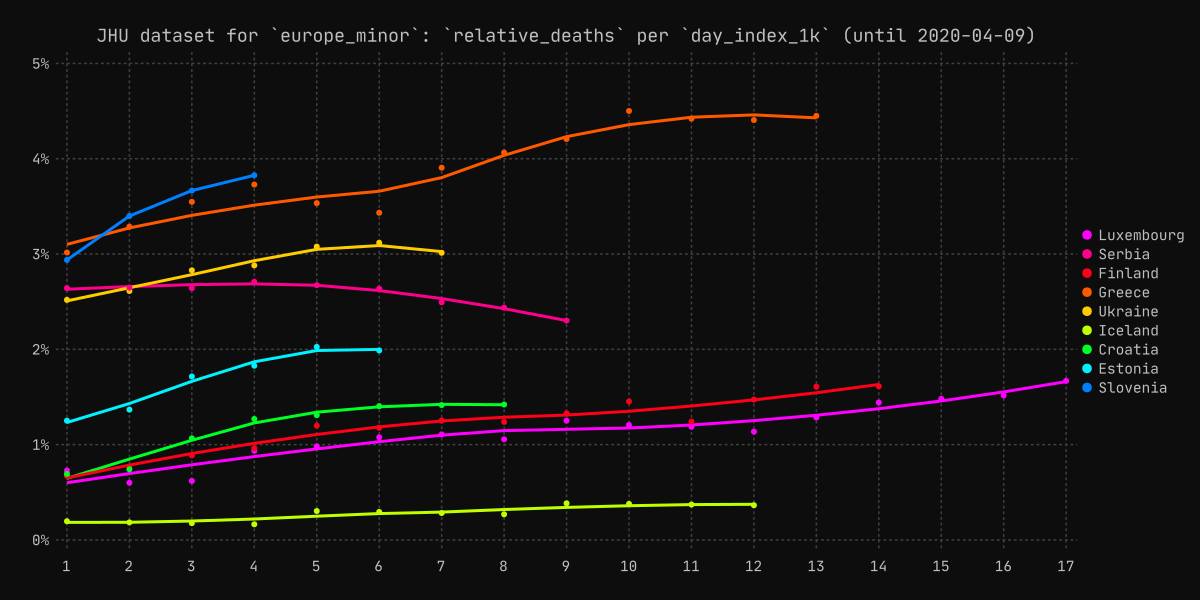 JHU dataset for `europe_minor`: `relative_deaths` per `day_index_1k` (until 2020-04-09)
5%
4%
3%
2%
1%
0%
1 2 3 4 5 6 7 8 9 10 11 12 13 14 15 16 17
Luxembourg
Serbia
Finland
Greece
Ukraine
Iceland
Croatia
Estonia
Slovenia